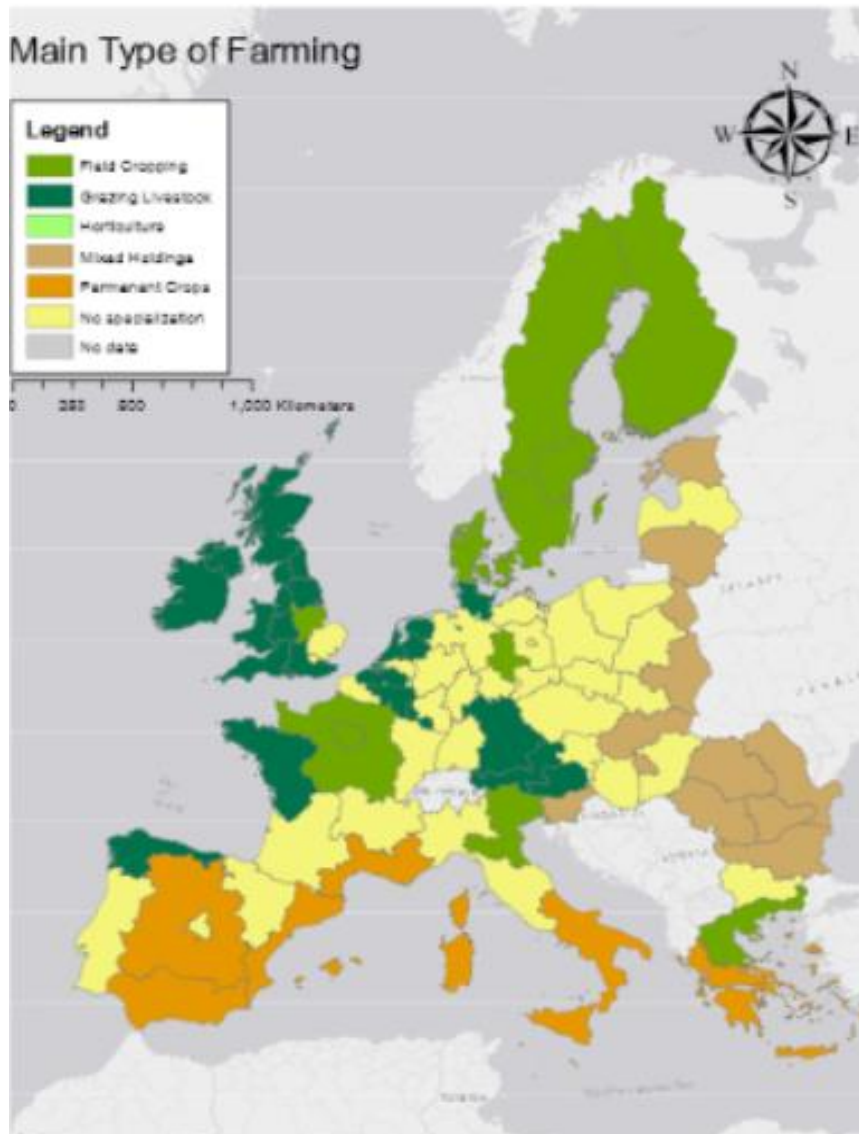 Main Type of Farming
N
W E
S
Legend
Field Cropping
Grazing Livestock
Horticulture
Mixed Holdings
Permanent Crops
No specialization
No data
0 250 500 1,000 Kilometers